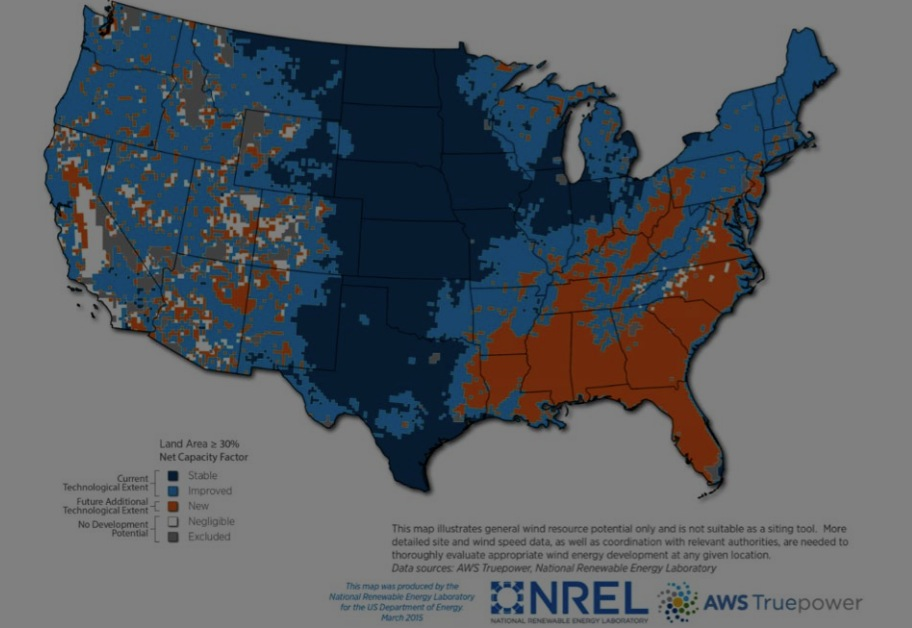 Land Area ≥ 30%
Net Capacity Factor
Current
Technological Extent
Stable
Improved
Future Additional
Technological Extent
New
No Development
Potential
Negligible
Excluded
This map illustrates general wind resource potential only and is not suitable as a siting tool. More
detailed site and wind speed data, as well as coordination with relevant authorities, are needed to
thoroughly evaluate appropriate wind energy development at any given location.
Data sources: AWS Truepower, National Renewable Energy Laboratory
This map was produced by the
National Renewable Energy Laboratory
for the US Department of Energy.
March 2015
NREL
NATIONAL RENEWABLE ENERGY LABORATORY
AWS Truepower